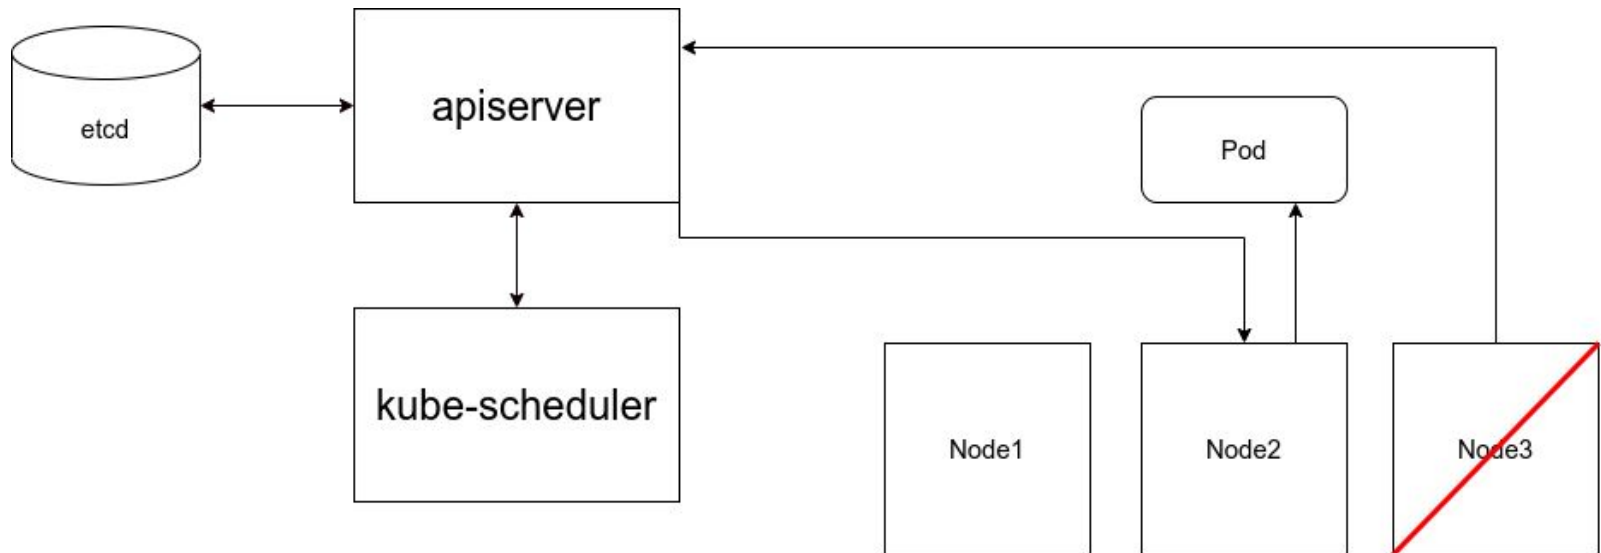 etcd
apiserver
Pod
kube-scheduler
Node1
Node2
Node3